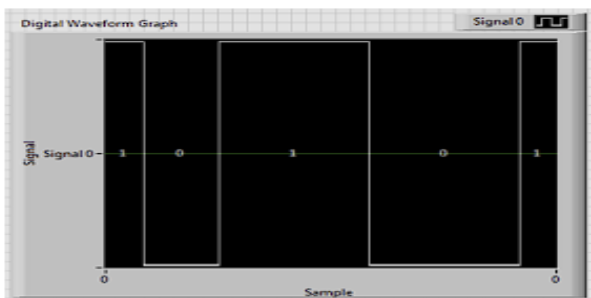 Digital Waveform Graph
Signal 0
Signal
Signal 0
1 0 1 0 1
0 0
Sample